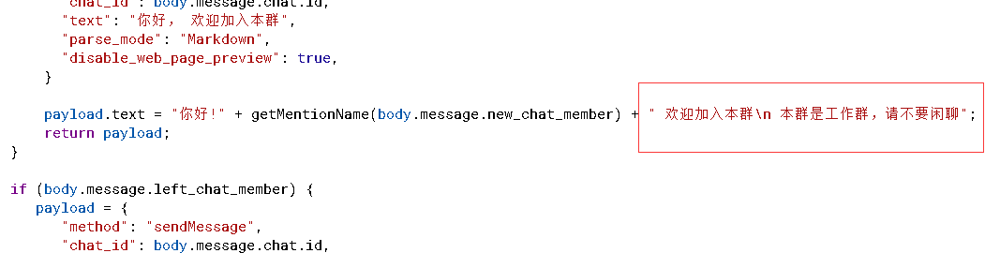 "chat_id": body.message.chat.id,
"text": "你好， 欢迎加入本群",
"parse_mode": "Markdown",
"disable_web_page_preview": true,
}
payload.text = "你好!" + getMentionName(body.message.new_chat_member) + " 欢迎加入本群\n 本群是工作群，请不要闲聊";
return payload;
}
if (body.message.left_chat_member) {
payload = {
"method": "sendMessage",
"chat_id": body.message.chat.id,